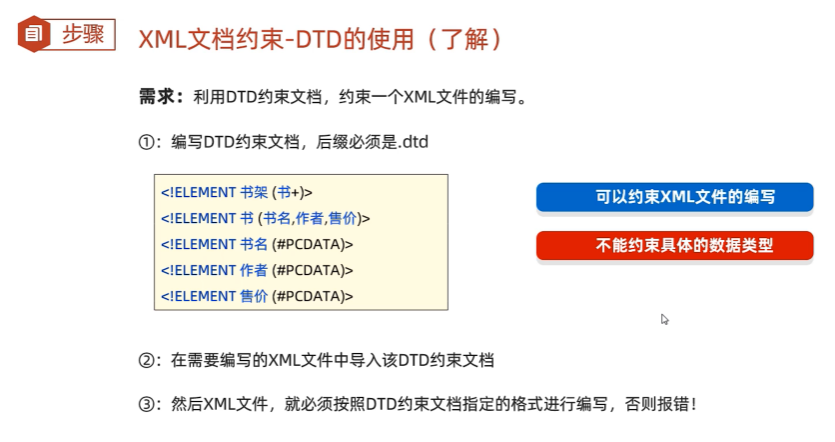 步骤
XML文档约束-DTD的使用（了解）
需求：利用DTD约束文档，约束一个XML文件的编写。
①：编写DTD约束文档，后缀必须是.dtd
<!ELEMENT 书架 (书+)>
<!ELEMENT 书 (书名,作者,售价)>
<!ELEMENT 书名 (#PCDATA)>
<!ELEMENT 作者 (#PCDATA)>
<!ELEMENT 售价 (#PCDATA)>
可以约束XML文件的编写
不能约束具体的数据类型
②：在需要编写的XML文件中导入该DTD约束文档
③：然后XML文件，就必须按照DTD约束文档指定的格式进行编写，否则报错！